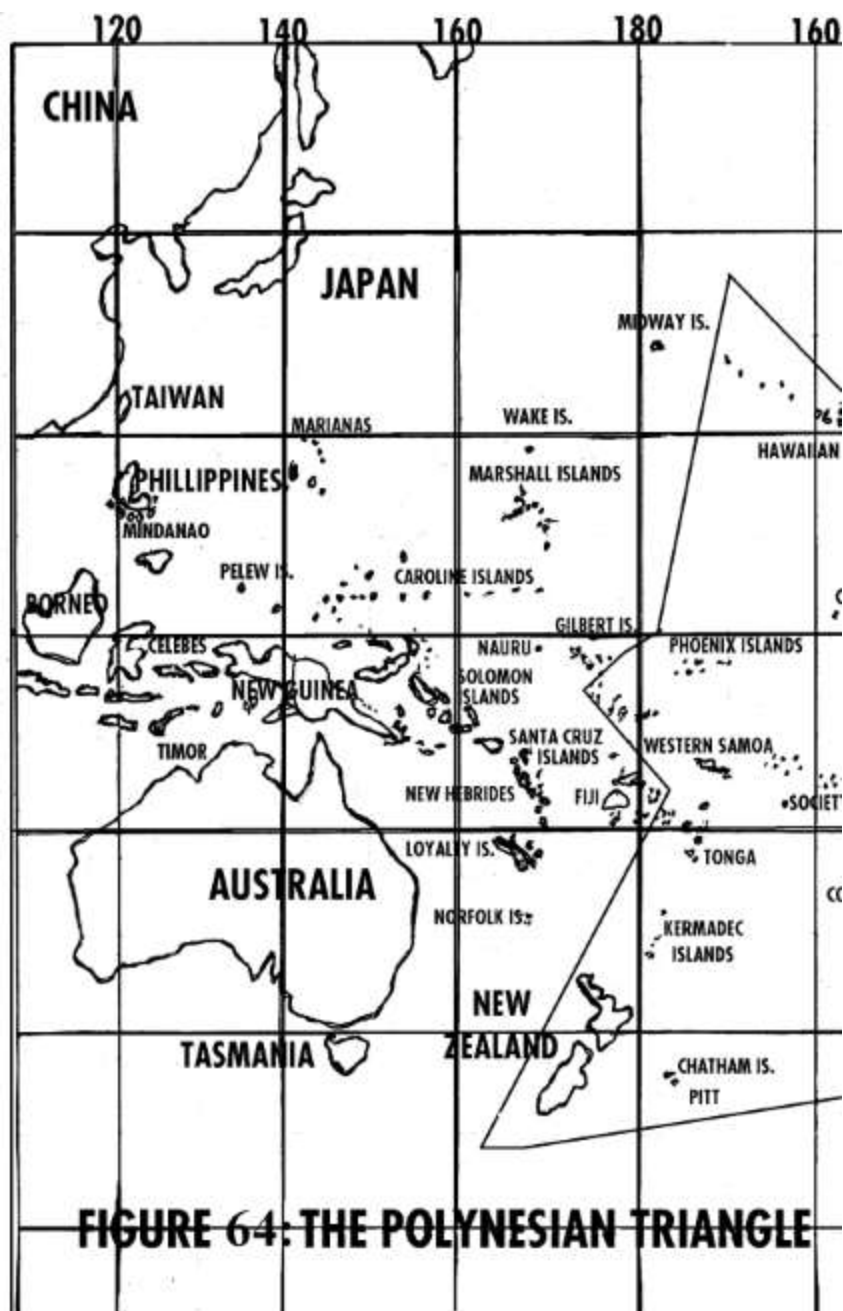 120 140 160 180 160
CHINA
JAPAN
MIDWAY IS.
TAIWAN
MARIANAS
WAKE IS.
HAWAIIAN
PHILLIPPINES
MARSHALL ISLANDS
MINDANAO
PELEW IS.
CAROLINE ISLANDS
BORNEO
GILBERT IS.
CELEBES
NAURU
PHOENIX ISLANDS
SOLOMON
ISLANDS
NEW GUINEA
SANTA CRUZ
ISLANDS
WESTERN SAMOA
TIMOR
NEW HEBRIDES
FIJI
SOCIET
LOYALTY IS.
TONGA
AUSTRALIA
CO
NORFOLK IS.
KERMADEC
ISLANDS
NEW
ZEALAND
TASMANIA
CHATHAM IS.
PITT
FIGURE 64: THE POLYNESIAN TRIANGLE